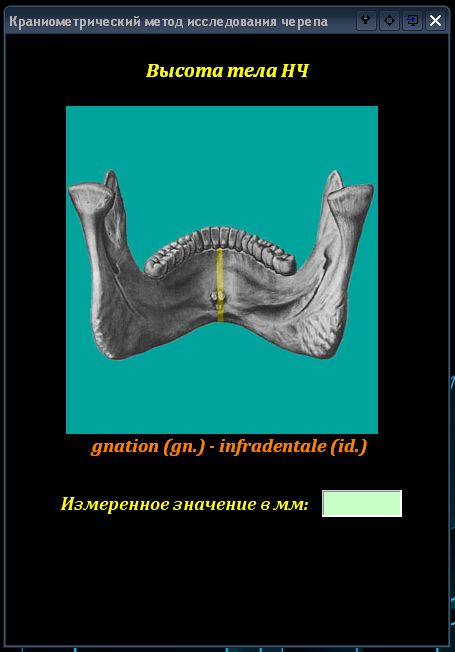 Краниометрический метод исследования черепа
Высота тела НЧ
gnation (gn.) - infradentale (id.)
Измеренное значение в мм: